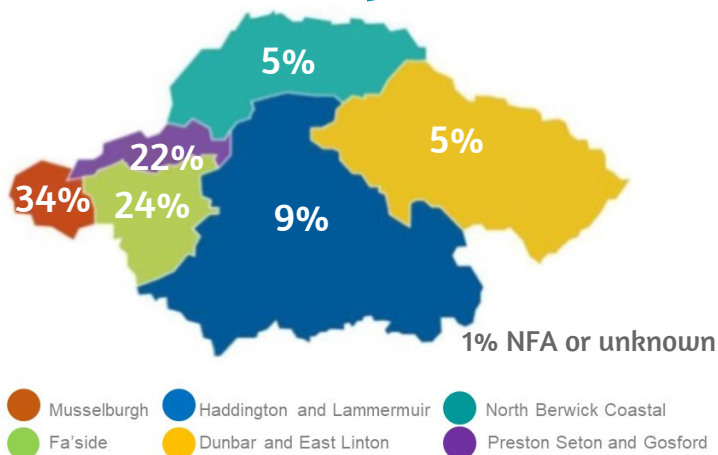 5%
5%
22%
34%
24%
9%
1% NFA or unknown
Musselburgh
Haddington and Lammermuir
North Berwick Coastal
Fa'side
Dunbar and East Linton
Preston Seton and Gosford